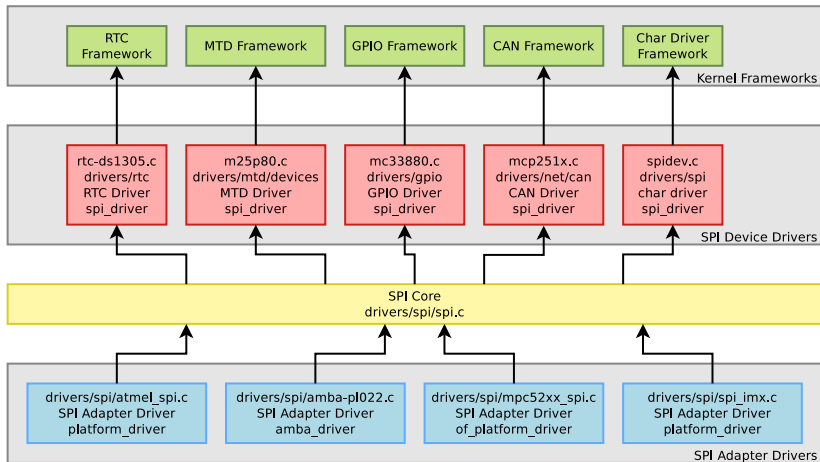 RTC
Framework
MTD Framework
GPIO Framework
CAN Framework
Char Driver
Framework
Kernel Frameworks
rtc-ds1305.c
drivers/rtc
RTC Driver
spi_driver
m25p80.c
drivers/mtd/devices
MTD Driver
spi_driver
mc33880.c
drivers/gpio
GPIO Driver
spi_driver
mcp251x.c
drivers/net/can
CAN Driver
spi_driver
spidev.c
drivers/spi
char driver
spi_driver
SPI Device Drivers
SPI Core
drivers/spi/spi.c
drivers/spi/atmel_spi.c
SPI Adapter Driver
platform_driver
drivers/spi/amba-pl022.c
SPI Adapter Driver
amba_driver
drivers/spi/mpc52xx_spi.c
SPI Adapter Driver
of_platform_driver
drivers/spi/spi_imx.c
SPI Adapter Driver
platform_driver
SPI Adapter Drivers